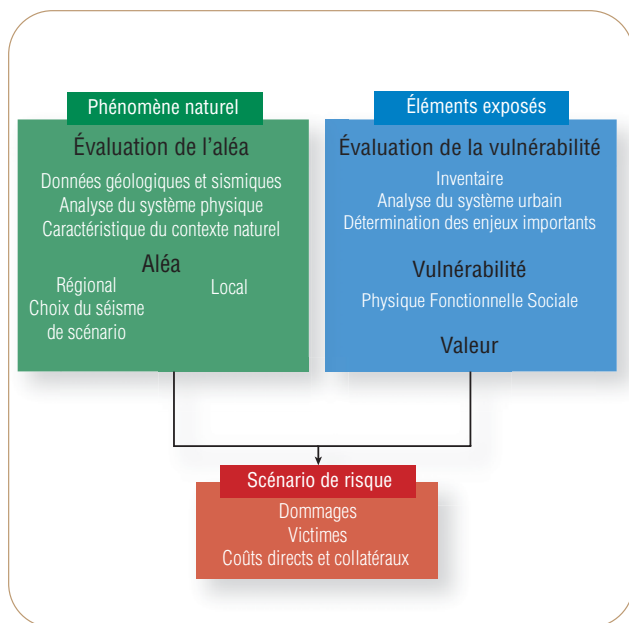 Phénomène naturel
Évaluation de l'aléa
Données géologiques et sismiques
Analyse du système physique
Caractéristique du contexte naturel
Aléa
Régional
Choix du séisme
de scénario
Local
Éléments exposés
Évaluation de la vulnérabilité
Inventaire
Analyse du système urbain
Détermination des enjeux importants
Vulnérabilité
Physique Fonctionnelle Sociale
Valeur
Scénario de risque
Dommages
Victimes
Coûts directs et collatéraux